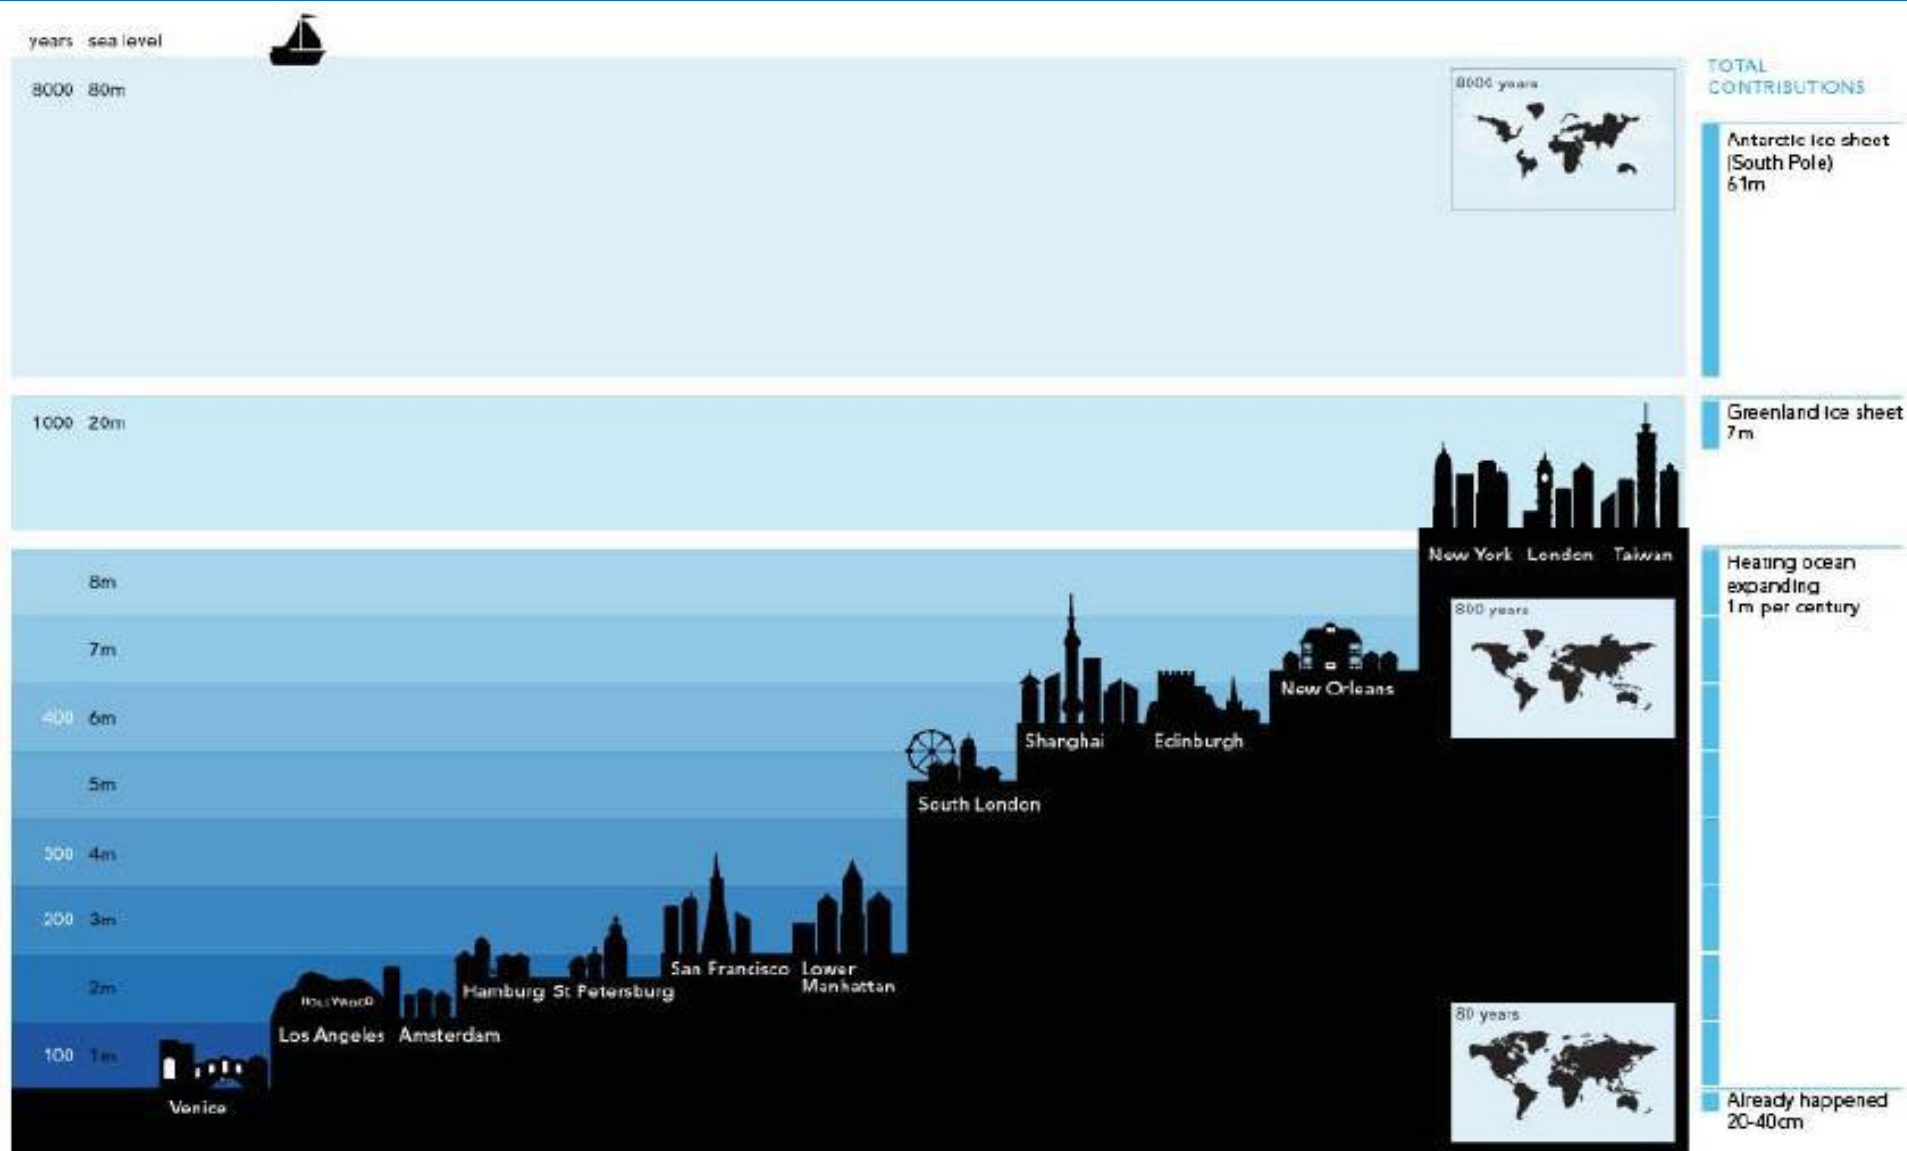 years sea level
8000 80m
8000 years
TOTAL
CONTRIBUTIONS
Antarctic ice sheet
(South Pole)
61m
1000 20m
Greenland ice sheet
7m
New York London Taiwan
Heating ocean
expanding
1m per century
8m
800 years
7m
New Orleans
400 6m
Shanghai Edinburgh
5m
South London
300 4m
200 3m
San Francisco Lower
Manhattan
2m
Hamburg St Petersburg
HOLLYWOOD
Los Angeles Amsterdam
80 years
100 1m
Venice
Already happened
20-40cm